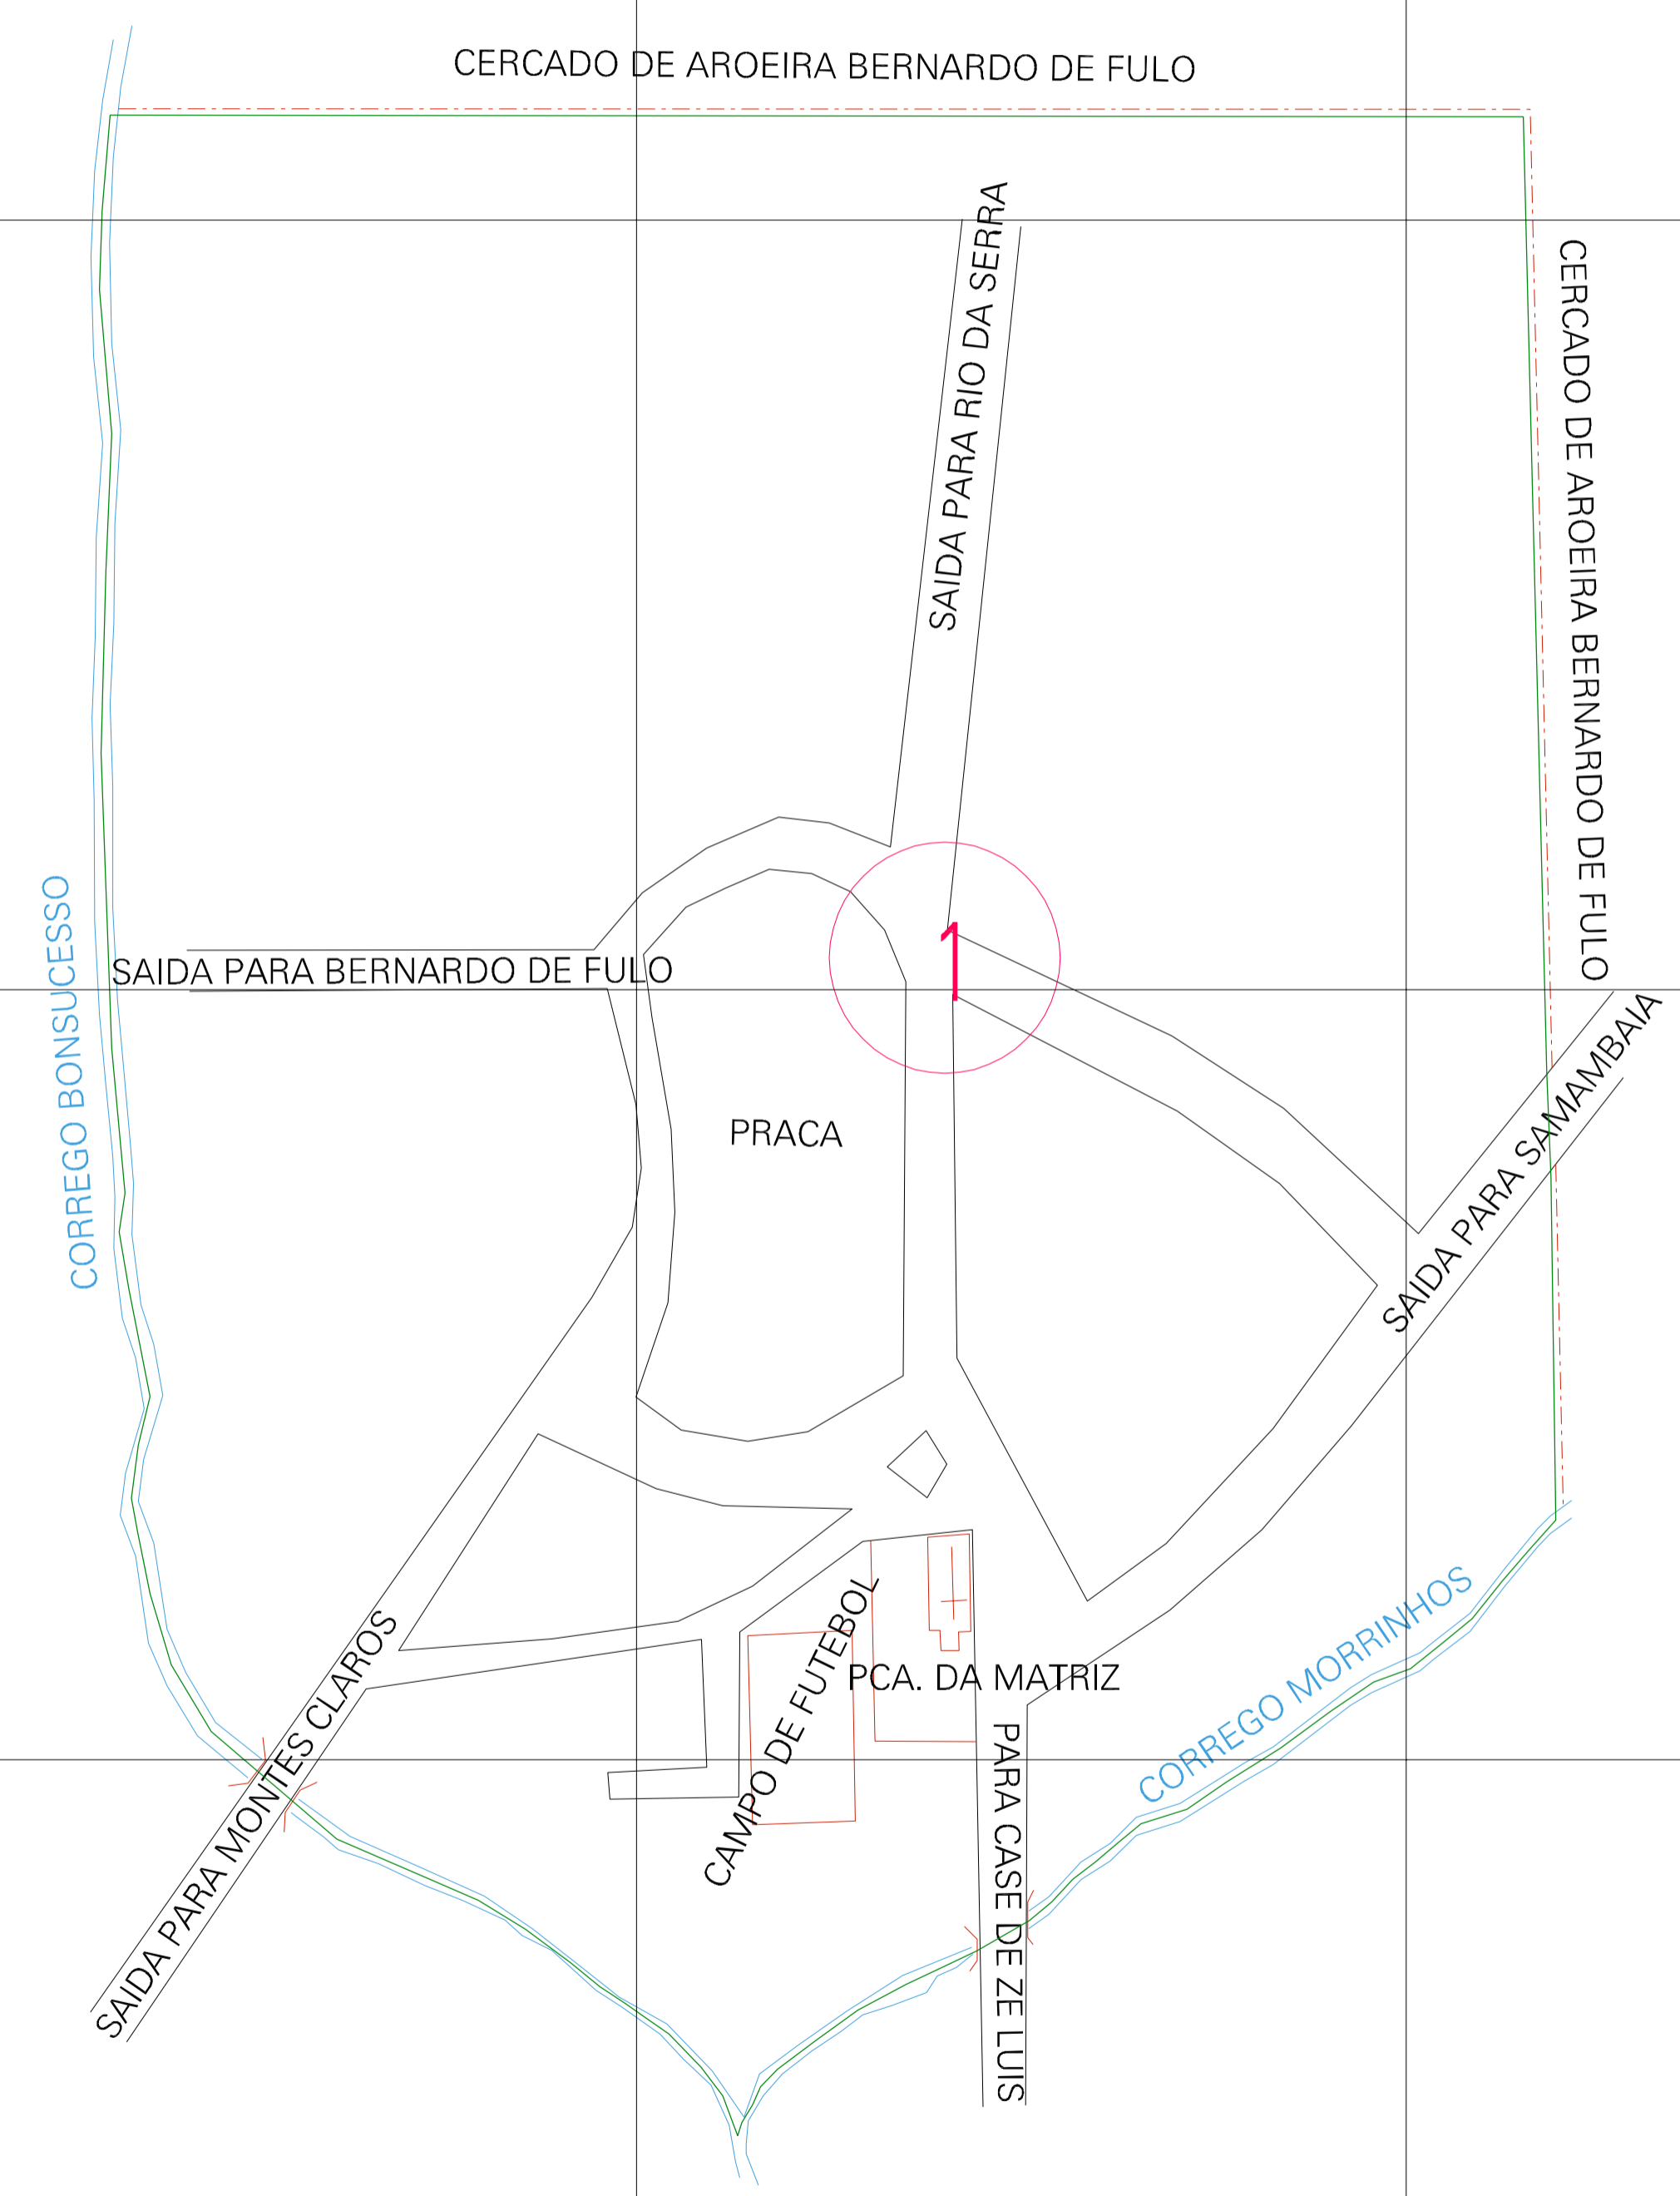 CERCADO DE AROEIRA BERNARDO DE FULO
SAIDA PARA RIO DA SERRA
CERCADO DE AROEIRA BERNARDO DE FULO
CORREGO BONSUCESSO
SAIDA PARA BERNARDO DE FULO
1
SAIDA PARA SAMAMBAIA
PRACA
SAIDA PARA MONTES CLAROS
CAMPO DE FUTEBOL
PCA. DA MATRIZ
CORREGO MORRINHOS
PARA CASE DE ZE LUIS